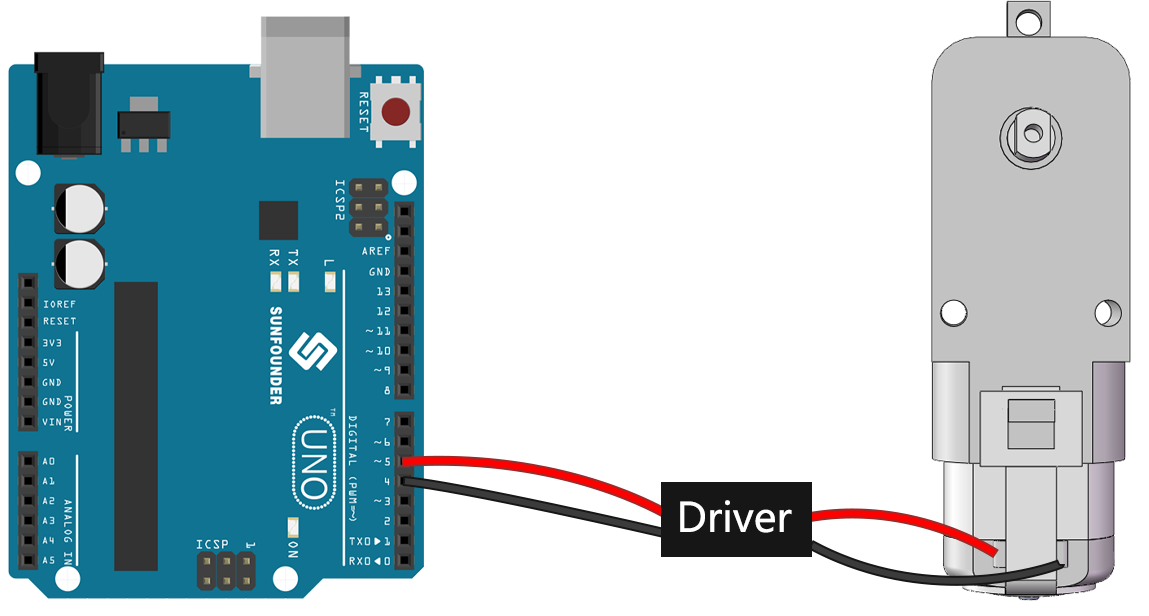 RESET
ICSP2
AREF
GND
13
12
~11
~10
~9
8
7
~6
~5
4
~3
2
TX0▶1
RX0◀0
DIGITAL (PWM=~)
RX
TX
L
SUNFOUNDER
UNO
TM
ON
ICSP
1
IOREF
RESET
3V3
5V
GND
GND
VIN
POWER
A0
A1
A2
A3
A4
A5
ANALOG IN
Driver